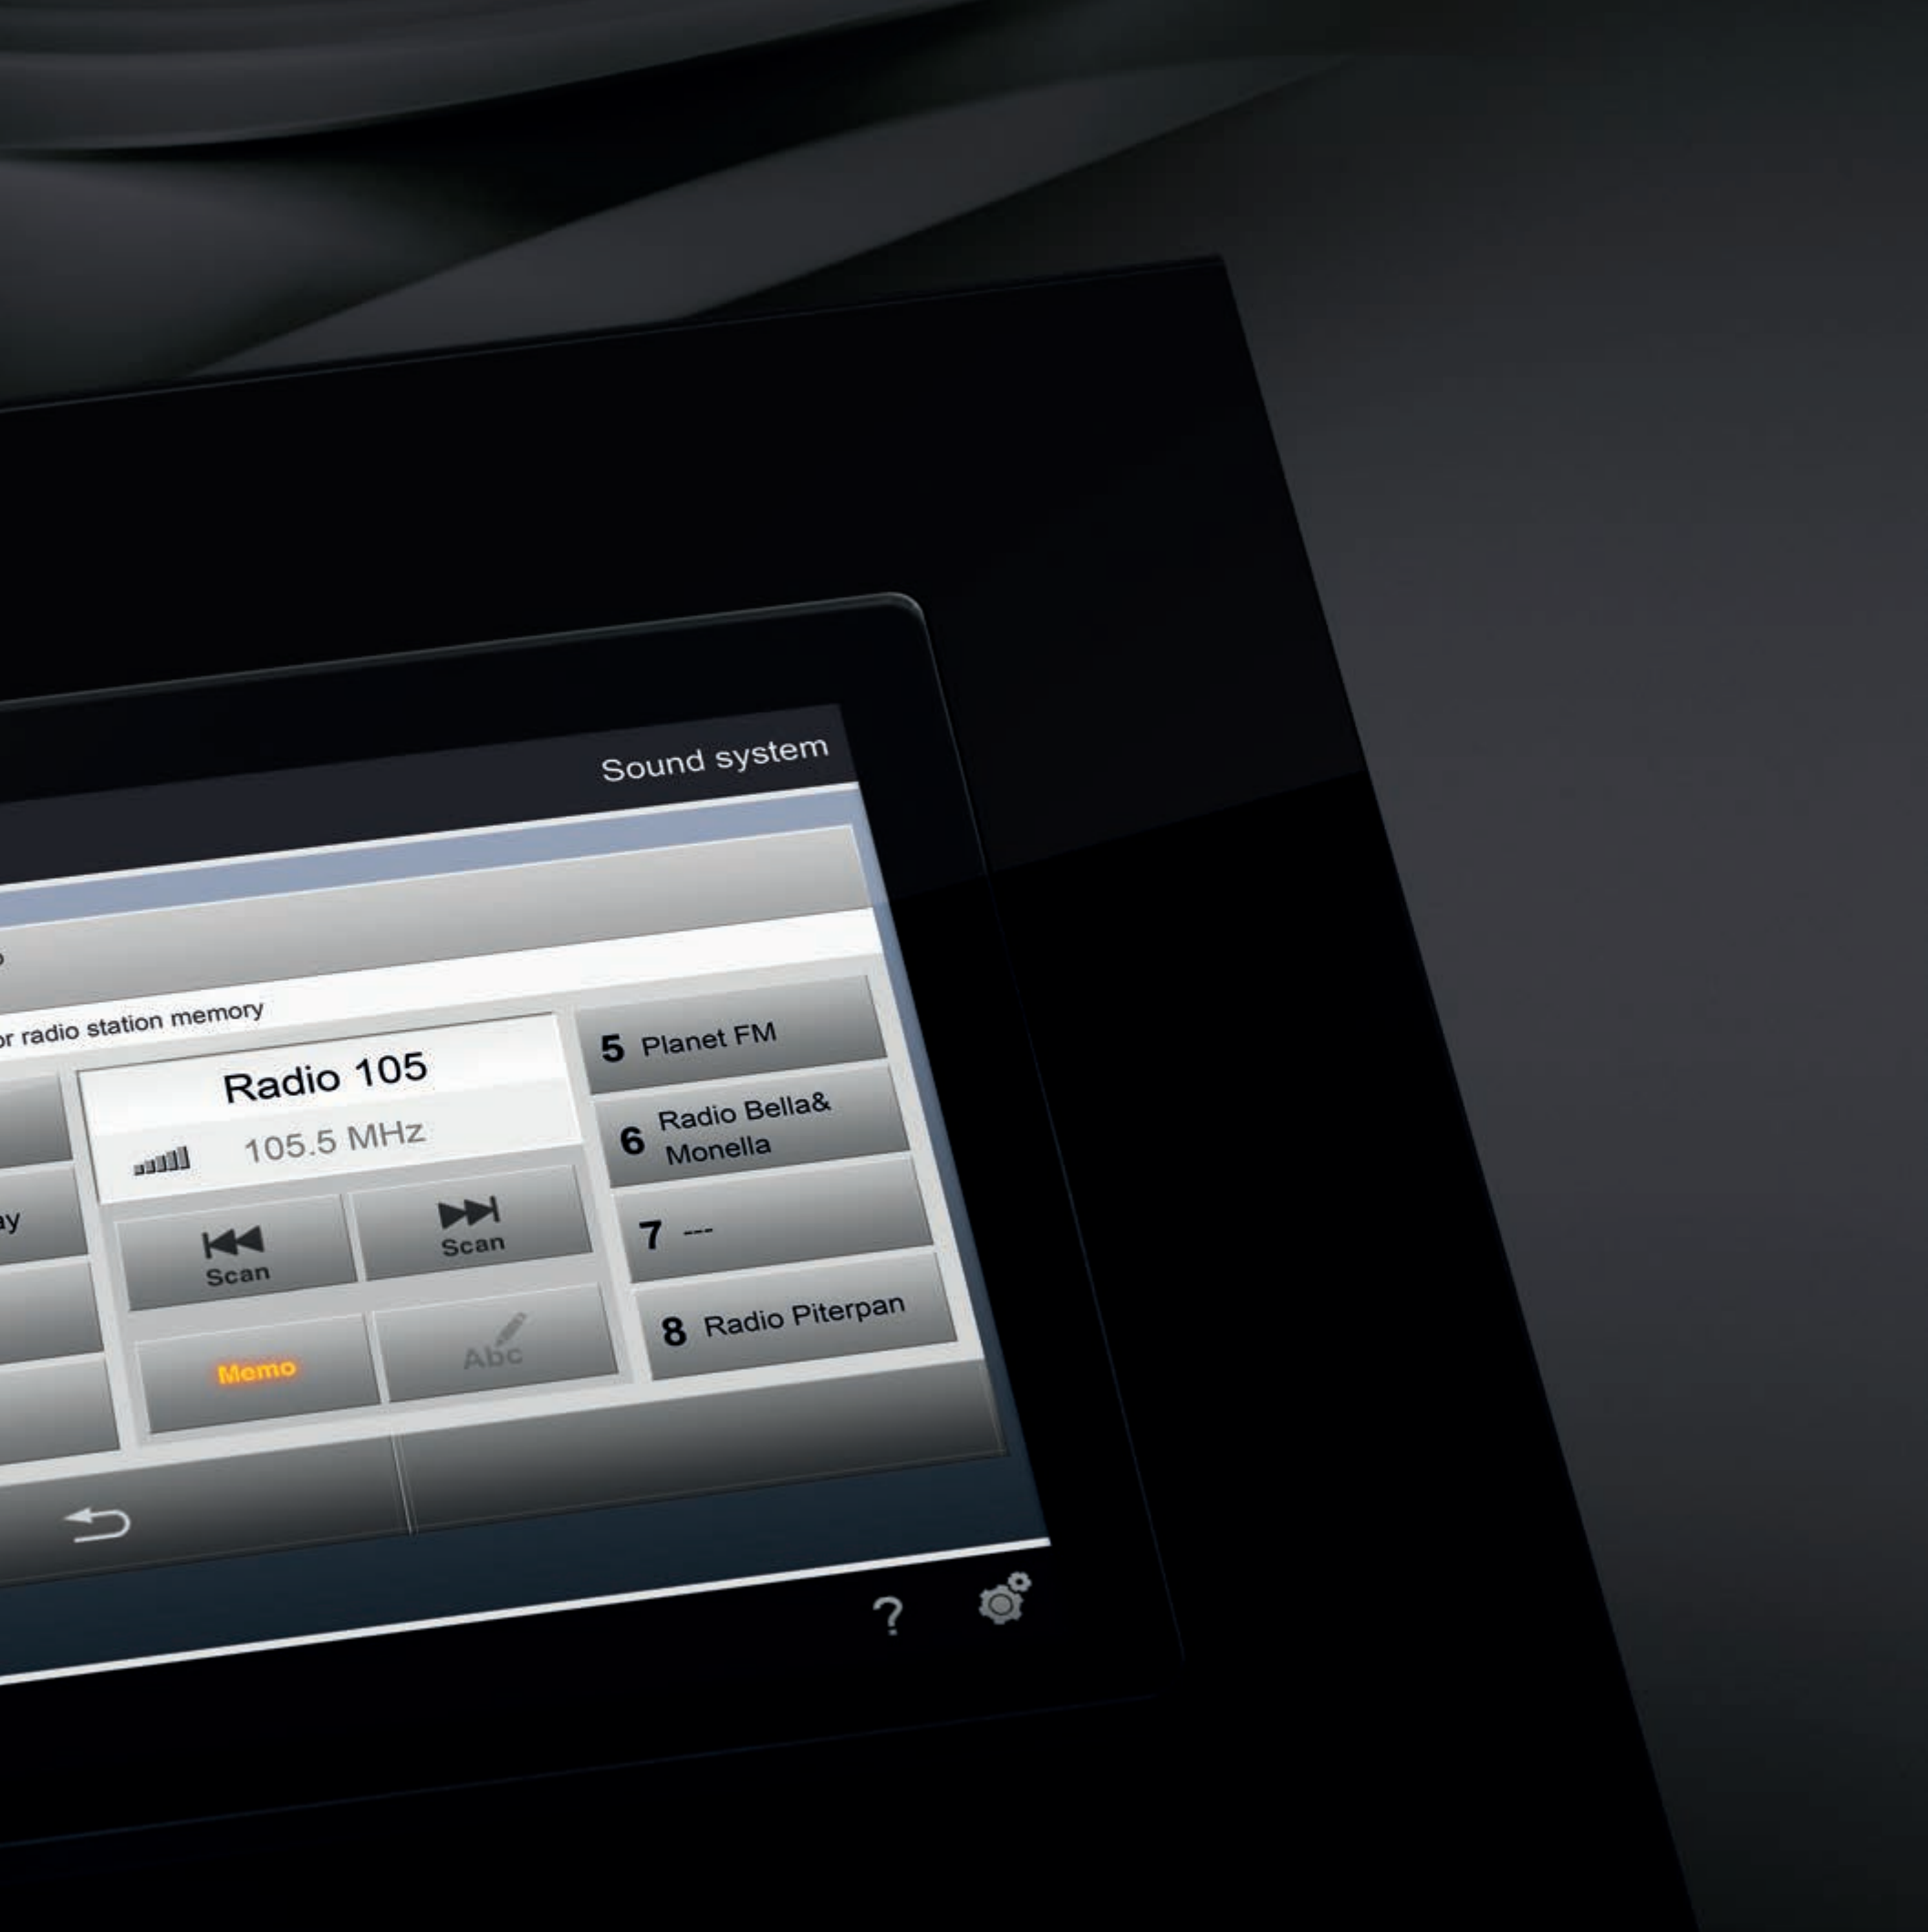 Sound system
radio station memory
Radio 105
105.5 MHz
Scan
Scan
Memo
Abc
5 Planet FM
6 Radio Bella&
Monella
7 ---
8 Radio Piterpan
?